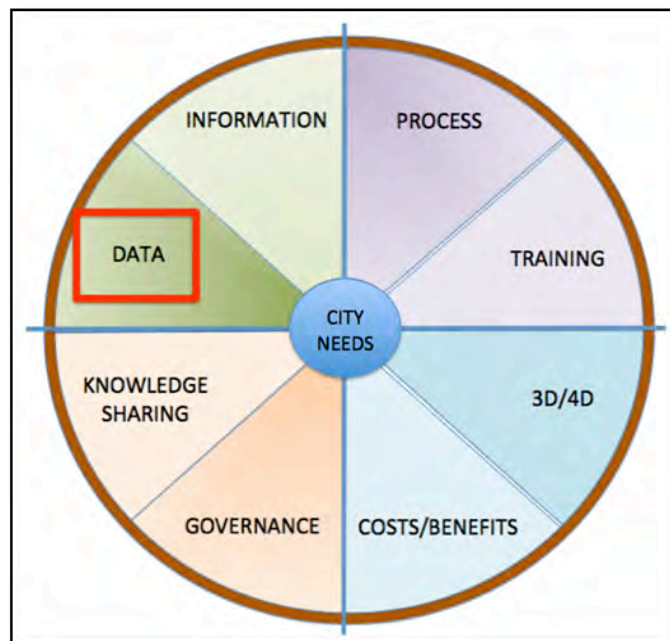 INFORMATION
PROCESS
DATA
TRAINING
CITY
NEEDS
KNOWLEDGE
SHARING
3D/4D
GOVERNANCE
COSTS/BENEFITS